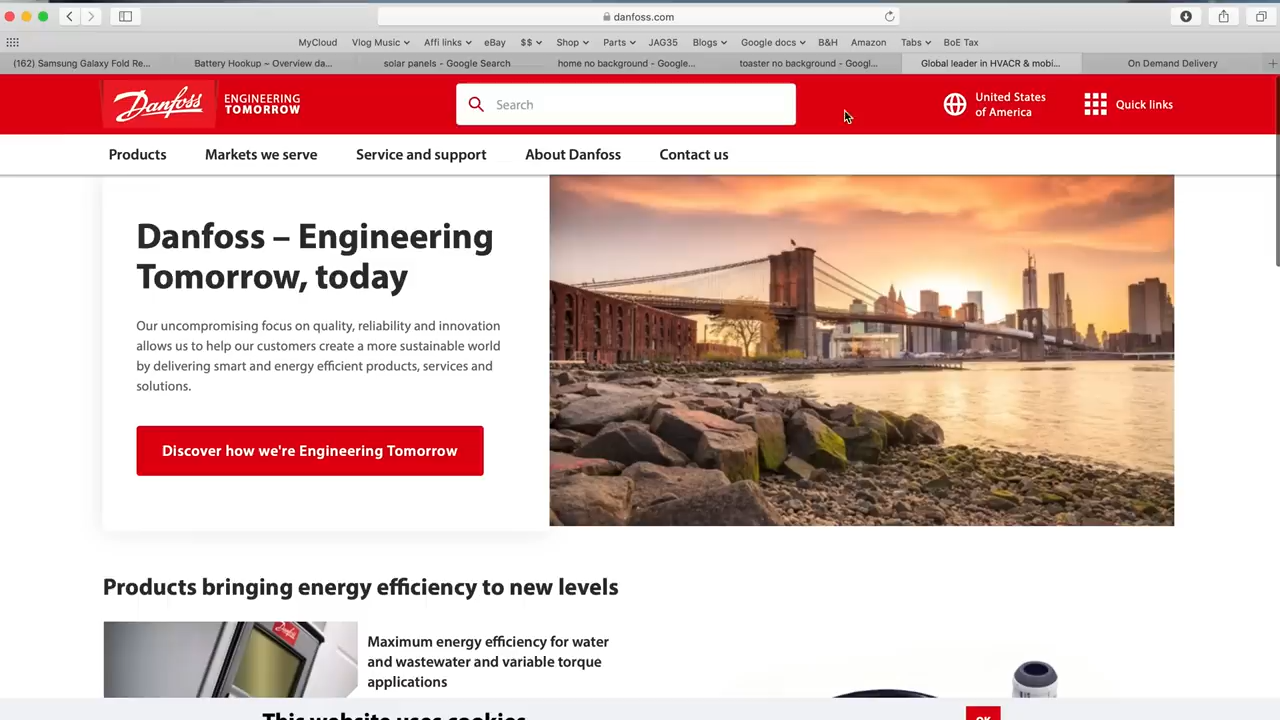 danfoss.com
MyCloud
Vlog Music
Affi links
eBay
$$
Shop
Parts
JAG35
Blogs
Google docs
B&H
Amazon
Tabs
BoE Tax
(162) Samsung Galaxy Fold Re...
Battery Hookup ~ Overview da...
solar panels - Google Search
home no background - Google...
toaster no background - Googl...
Global leader in HVACR & mobi...
On Demand Delivery
Danfoss
ENGINEERING
TOMORROW
Search
United States
of America
Quick links
Products
Markets we serve
Service and support
About Danfoss
Contact us
Danfoss – Engineering
Tomorrow, today
Our uncompromising focus on quality, reliability and innovation
allows us to help our customers create a more sustainable world
by delivering smart and energy efficient products, services and
solutions.
Discover how we're Engineering Tomorrow
Products bringing energy efficiency to new levels
Danfoss
Maximum energy efficiency for water
and wastewater and variable torque
applications
This website uses cookies
OK